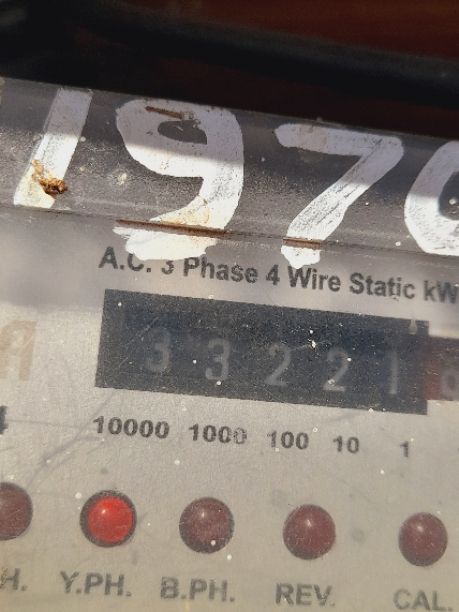 1970
A.C. 3 Phase 4 Wire Static kW
33221
10000 1000 100 10 1
H. Y.PH. B.PH. REV. CAL.